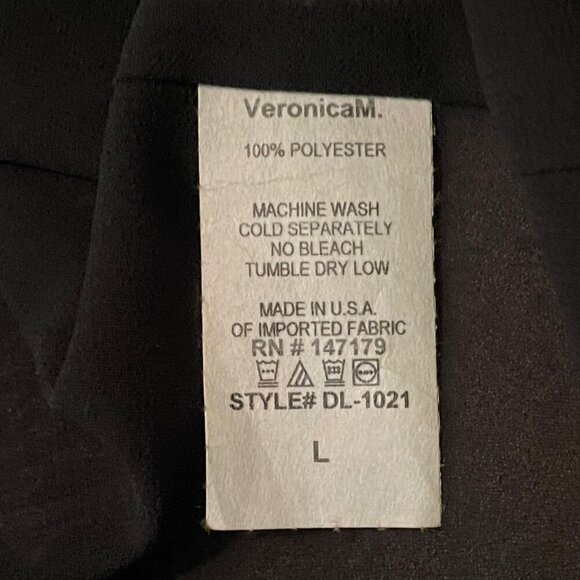 VeronicaM.
100% POLYESTER
MACHINE WASH
COLD SEPARATELY
NO BLEACH
TUMBLE DRY LOW
MADE IN U.S.A.
OF IMPORTED FABRIC
RN # 147179
STYLE# DL-1021
L